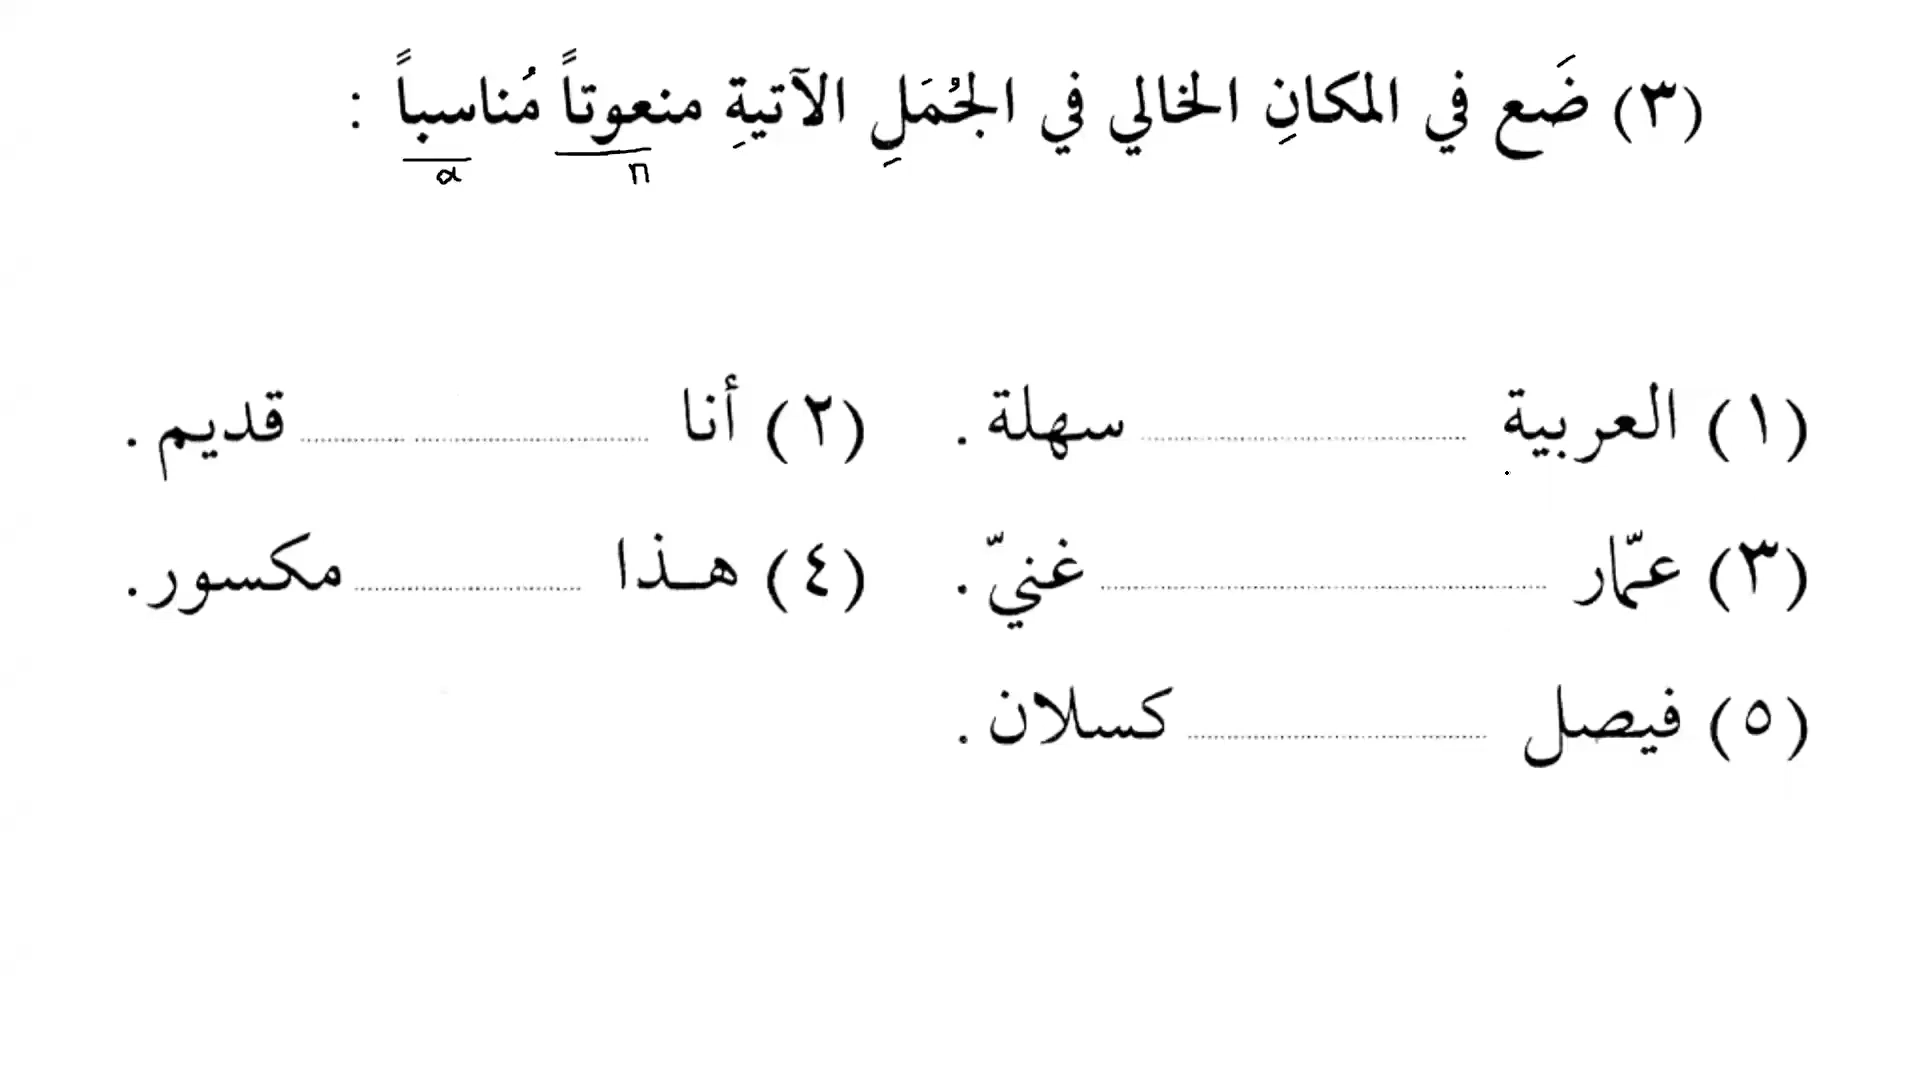 (٣) ضَع في المكانِ الخالي في الجُمَلِ الآتيةِ منعوتاً مُناسباً :
n a
(١) العربية .................... سهلة . (٢) أنا .................... قديم .
(٣) عمّار .................... غنيّ . (٤) هـذا .................... مكسور .
(٥) فيصل .................... كسلان .